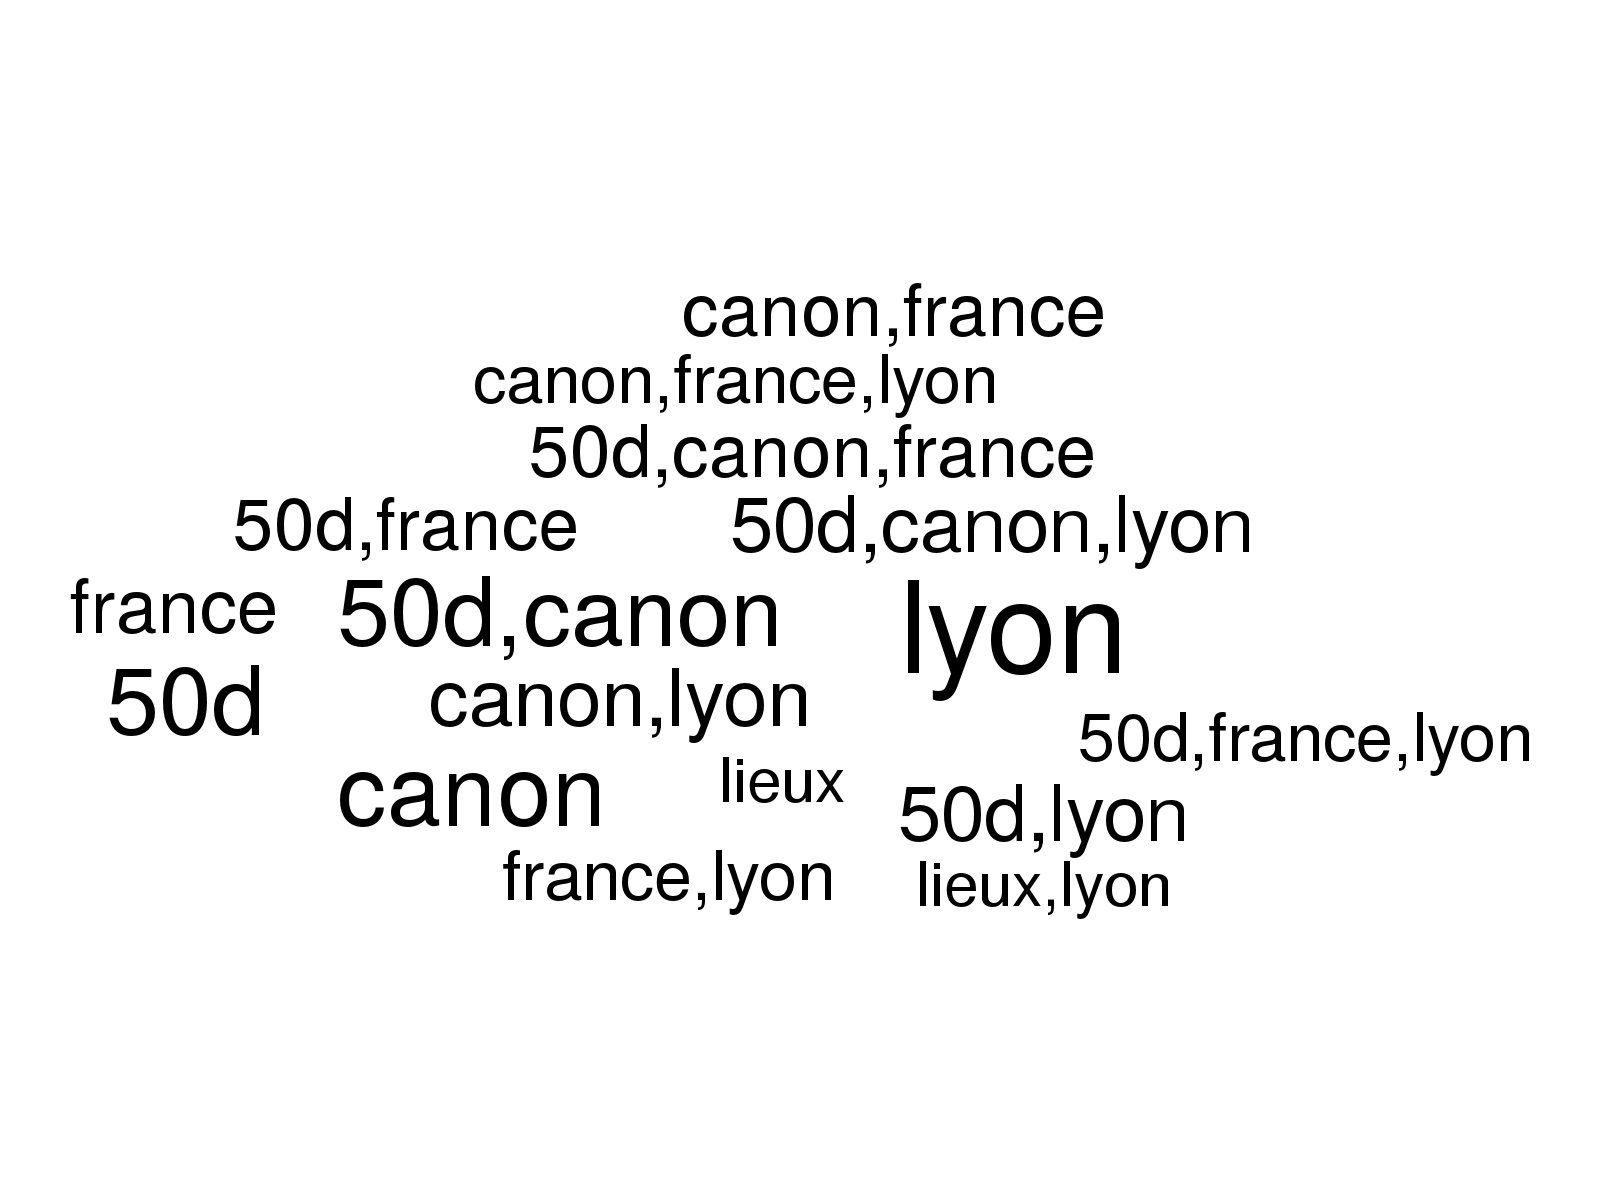 canon,france
canon,france,lyon
50d,canon,france
50d,france
50d,canon,lyon
france
50d,canon
lyon
50d
canon,lyon
50d,france,lyon
canon
lieux
50d,lyon
france,lyon
lieux,lyon